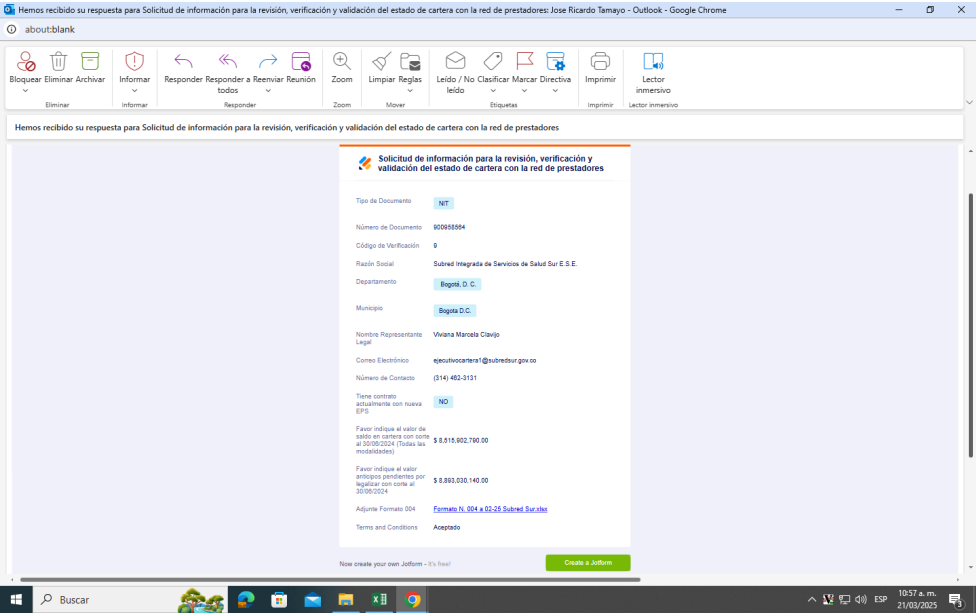 Hemos recibido su respuesta para Solicitud de información para la revisión, verificación y validación del estado de cartera con la red de prestadores: Jose Ricardo Tamayo - Outlook - Google Chrome
about:blank
Bloquear Eliminar Archivar Informar Responder Responder a todos Reenviar Reunión Zoom Limpiar Reglas Leído / No leído Clasificar Marcar Directiva Imprimir Lector inmersivo
Eliminar Informar Responder Zoom Mover Etiquetas Imprimir Lector inmersivo
Hemos recibido su respuesta para Solicitud de información para la revisión, verificación y validación del estado de cartera con la red de prestadores
Solicitud de información para la revisión, verificación y
validación del estado de cartera con la red de prestadores
Tipo de Documento NIT
Número de Documento 900958564
Código de Verificación 9
Razón Social Subred Integrada de Servicios de Salud Sur E.S.E.
Departamento Bogotá, D. C.
Municipio Bogota D.C.
Nombre Representante Viviana Marcela Clavijo
Legal
Correo Electrónico ejecutivocartera1@subredsur.gov.co
Número de Contacto (314) 482-3131
Tiene contrato
actualmente con nueva NO
EPS
Favor indique el valor de
saldo en cartera con corte
al 30/06/2024 (Todas las $ 8,515,902,790.00
modalidades)
Favor indique el valor
anticipos pendientes por
legalizar con corte al $ 8,893,030,140.00
30/06/2024
Adjunte Formato 004 Formato N. 004 a 02-25 Subred Sur.xlsx
Terms and Conditions Aceptado
Now create your own Jotform - It's free! Create a Jotform
Buscar
ESP
10:57 a. m.
21/03/2025